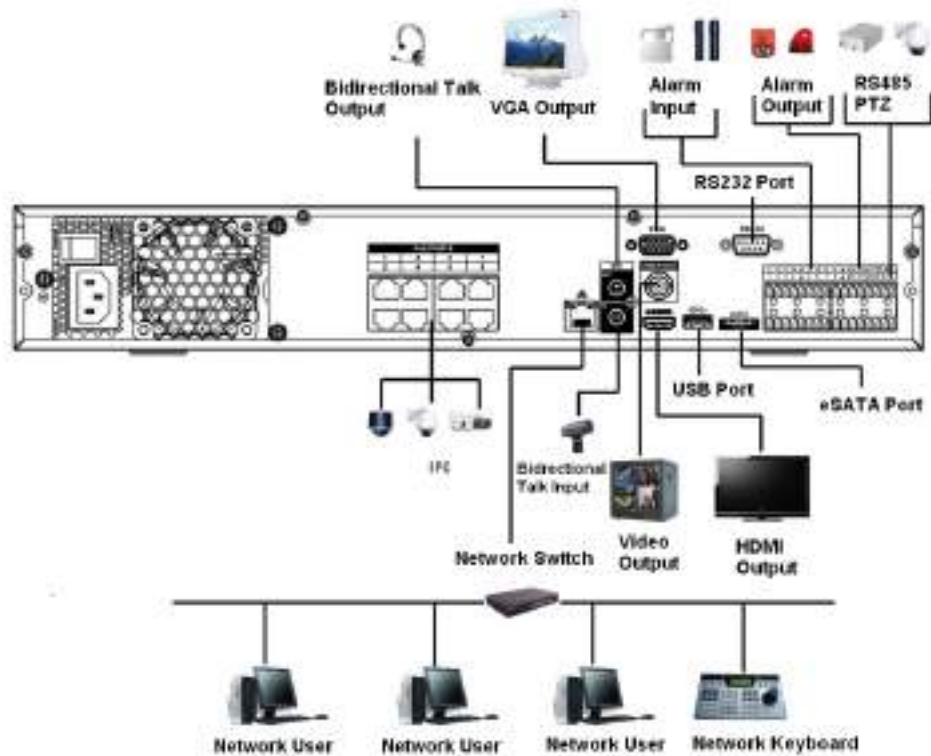 Bidirectional Talk
Output
VGA Output
Alarm
Input
Alarm
Output
RS485
PTZ
RS232 Port
USB Port
eSATA Port
IPC
Bidirectional
Talk Input
Video
Output
HDMI
Output
Network Switch
Network User
Network User
Network User
Network Keyboard